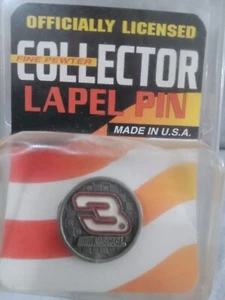 OFFICIALLY LICENSED
FINE PEWTER
COLLECTOR
LAPEL PIN
MADE IN U.S.A.
3